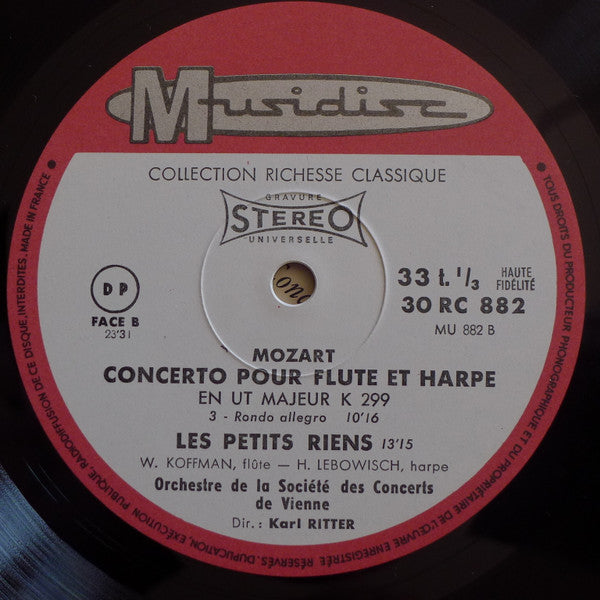 Musidisc
COLLECTION RICHESSE CLASSIQUE
GRAVURE
STEREO
UNIVERSELLE
33 t. 1/3 HAUTE FIDÉLITÉ
30 RC 882
MU 882 B
DP
FACE B
23'31
MOZART
CONCERTO POUR FLUTE ET HARPE
EN UT MAJEUR K 299
3 - Rondo allegro 10'16
LES PETITS RIENS 13'15
W. KOFFMAN, flûte — H. LEBOWISCH, harpe
Orchestre de la Société des Concerts
de Vienne
Dir.: Karl RITTER
• TOUS DROITS DU PRODUCTEUR PHONOGRAPHIQUE ET DU PROPRIÉTAIRE DE L'ŒUVRE ENREGISTRÉE RÉSERVÉS. DUPLICATION, EXÉCUTION PUBLIQUE, RADIODIFFUSION DE CE DISQUE, INTERDITES. MADE IN FRANCE •